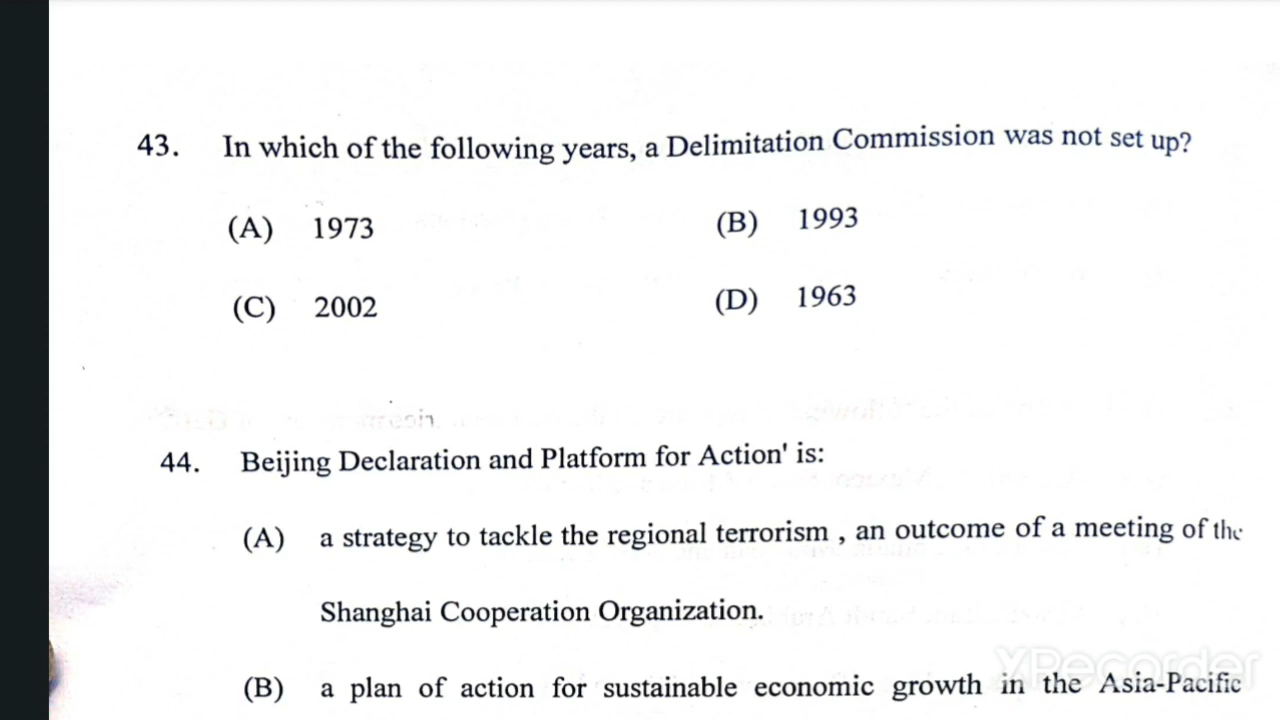 43. In which of the following years, a Delimitation Commission was not set up?
(A) 1973 (B) 1993
(C) 2002 (D) 1963
44. Beijing Declaration and Platform for Action' is:
(A) a strategy to tackle the regional terrorism , an outcome of a meeting of the
Shanghai Cooperation Organization.
XRecorder
(B) a plan of action for sustainable economic growth in the Asia-Pacific